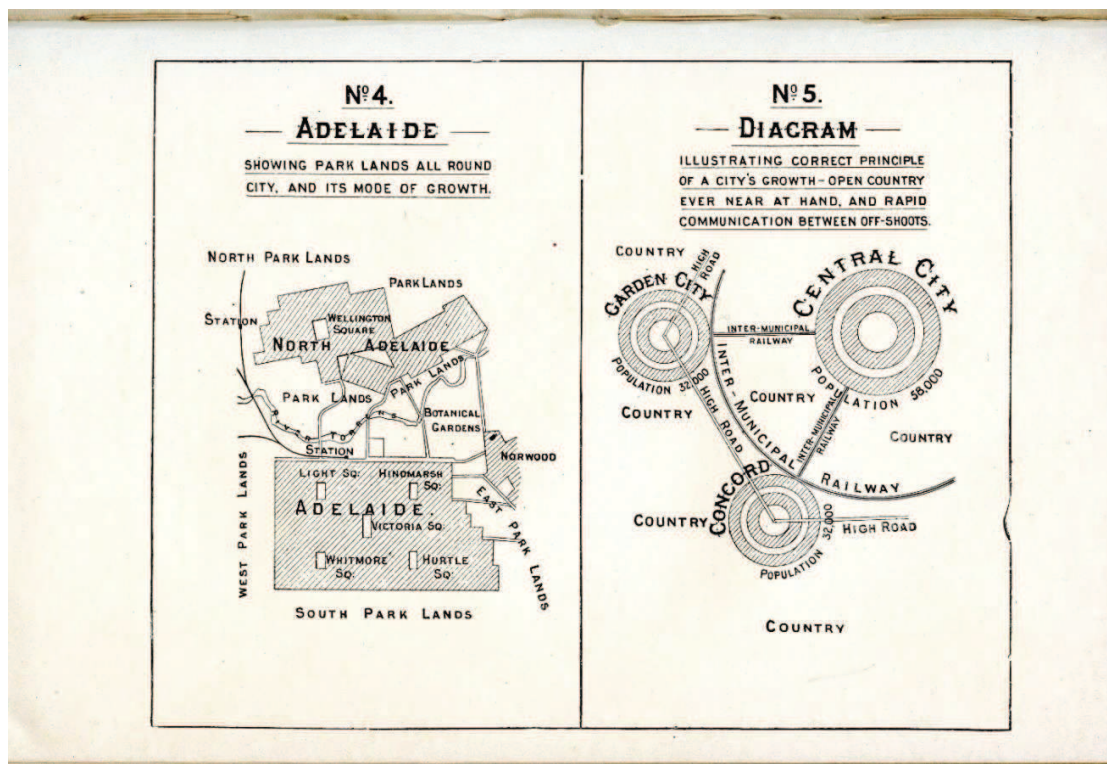 Nº 4.
ADELAIDE
SHOWING PARK LANDS ALL ROUND
CITY, AND ITS MODE OF GROWTH.
NORTH PARK LANDS
PARK LANDS
STATION
WELLINGTON
SQUARE
NORTH ADELAIDE
PARK LANDS
PARK LANDS
RIVER TORRENS
BOTANICAL
GARDENS
STATION
NORWOOD
LIGHT SQ.
HINDMARSH
SQ.
ADELAIDE.
VICTORIA SQ.
WHITMORE
SQ.
HURTLE
SQ.
EAST PARK LANDS
WEST PARK LANDS
SOUTH PARK LANDS
Nº 5.
DIAGRAM
ILLUSTRATING CORRECT PRINCIPLE
OF A CITY'S GROWTH – OPEN COUNTRY
EVER NEAR AT HAND, AND RAPID
COMMUNICATION BETWEEN OFF-SHOOTS.
COUNTRY
HIGH
ROAD
GARDEN CITY
POPULATION 32,000
CENTRAL CITY
POPULATION 58,000
INTER-MUNICIPAL
RAILWAY
COUNTRY
COUNTRY
COUNTRY
HIGH ROAD
INTER-MUNICIPAL RAILWAY
INTER-MUNICIPAL
RAILWAY
COUNTRY
CONCORD
POPULATION 32,000
HIGH ROAD
COUNTRY